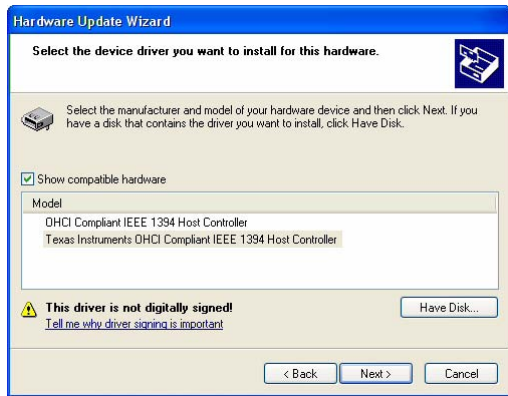 Hardware Update Wizard
Select the device driver you want to install for this hardware.
Select the manufacturer and model of your hardware device and then click Next. If you
have a disk that contains the driver you want to install, click Have Disk.
Show compatible hardware
Model
OHCI Compliant IEEE 1394 Host Controller
Texas Instruments OHCI Compliant IEEE 1394 Host Controller
This driver is not digitally signed!
Have Disk...
Tell me why driver signing is important
< Back
Next >
Cancel